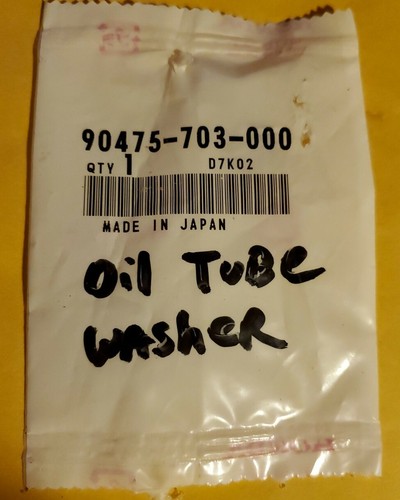 90475-703-000
QTY 1 D7K02
MADE IN JAPAN
Oil TuBe
WAsheR